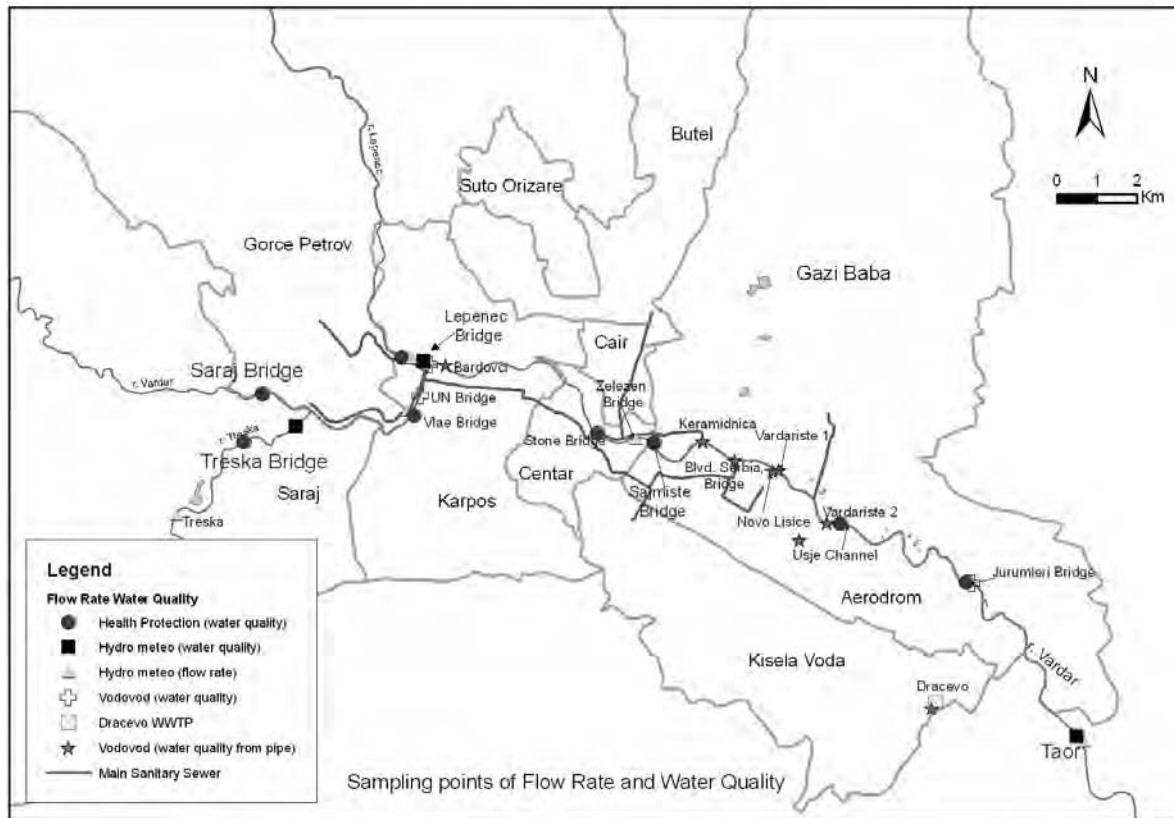 N
Butel
r. Lepenec
Suto Orizare
0 1 2
Km
Gorce Petrov
Gazi Baba
Lepenec
Bridge
Cair
Saraj Bridge
Bardovci
r. Vardar
Zelezen
Bridge
UN Bridge
Vlae Bridge
Keramidnica
Vardariste 1
r. Treska
Stone Bridge
Treska Bridge
Centar
Blvd. Serbia
Bridge
Saraj
Karpos
Sajmiste
Bridge
Novo Lisice
Vardariste 2
Treska
Usje Channel
Jurumleri Bridge
Aerodrom
Legend
Flow Rate Water Quality
Health Protection (water quality)
Hydro meteo (water quality)
Hydro meteo (flow rate)
Vodovod (water quality)
Dracevo WWTP
Vodovod (water quality from pipe)
Main Sanitary Sewer
Kisela Voda
r. Vardar
Dracevo
Taor
Sampling points of Flow Rate and Water Quality